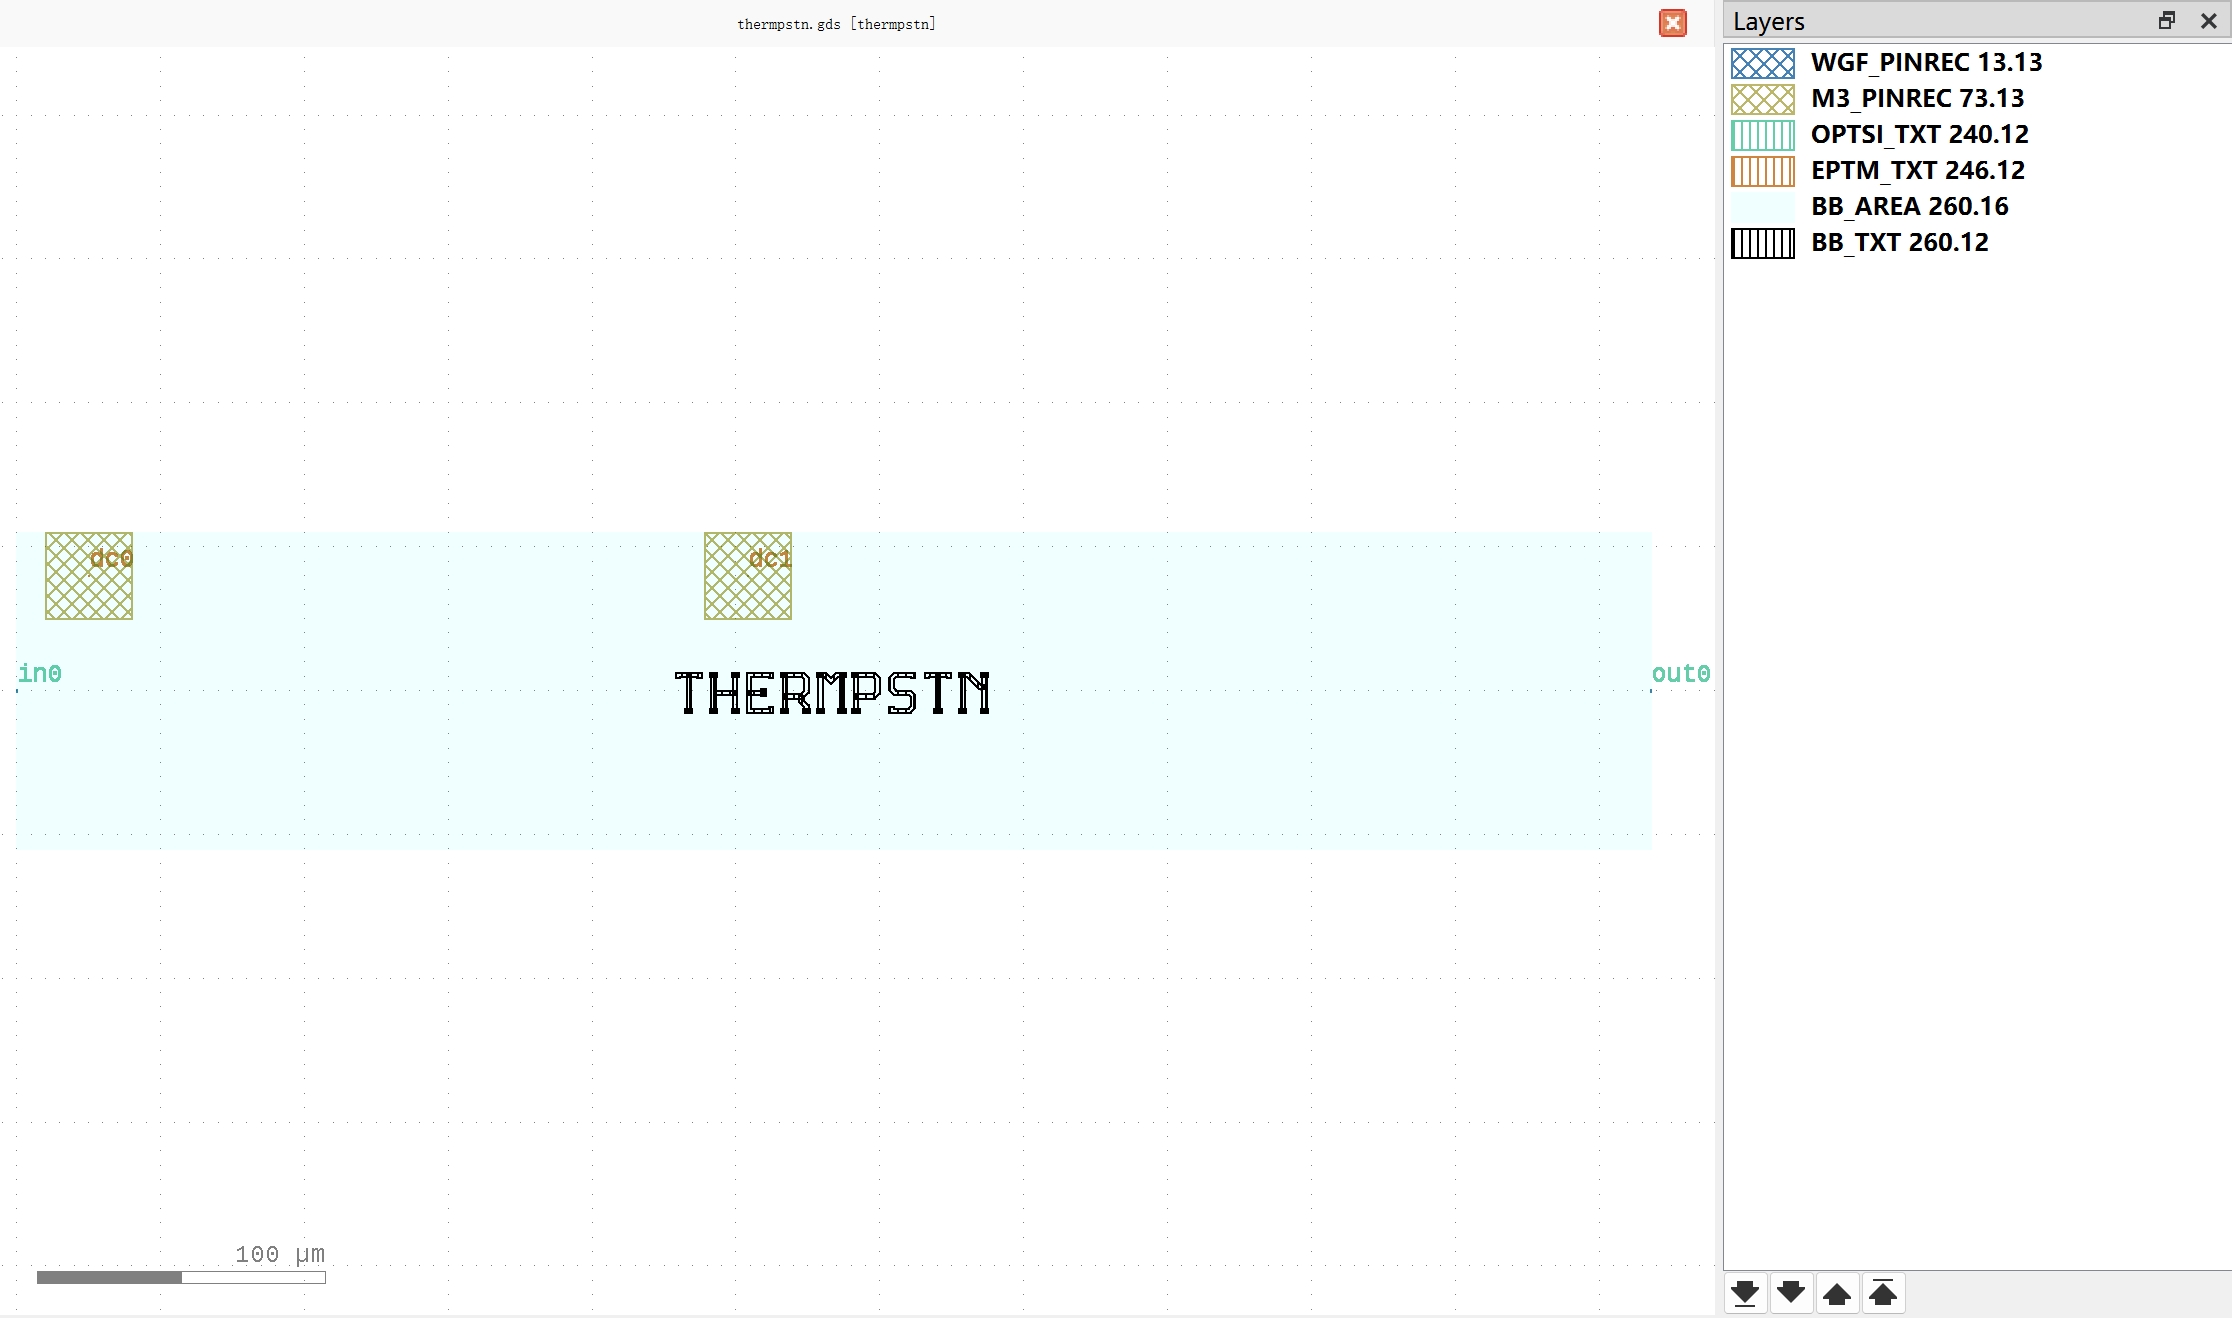 thermpstn.gds [thermpstn]
Layers
WGF_PINREC 13.13
M3_PINREC 73.13
OPTSI_TXT 240.12
EPTM_TXT 246.12
BB_AREA 260.16
BB_TXT 260.12
dc0
dc1
in0
THERMPSTN
out0
100 µm